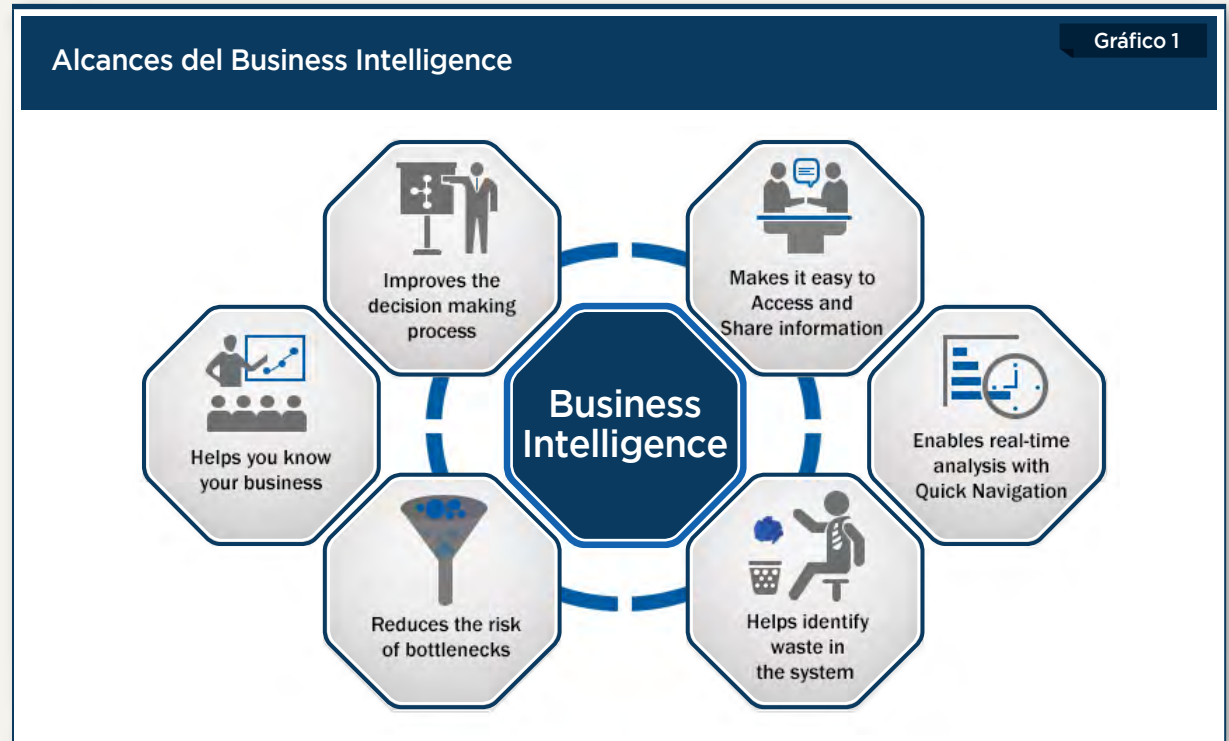 Alcances del Business Intelligence
Gráfico 1
Improves the
decision making
process
Makes it easy to
Access and
Share information
Helps you know
your business
Business
Intelligence
Enables real-time
analysis with
Quick Navigation
Reduces the risk
of bottlenecks
Helps identify
waste in
the system